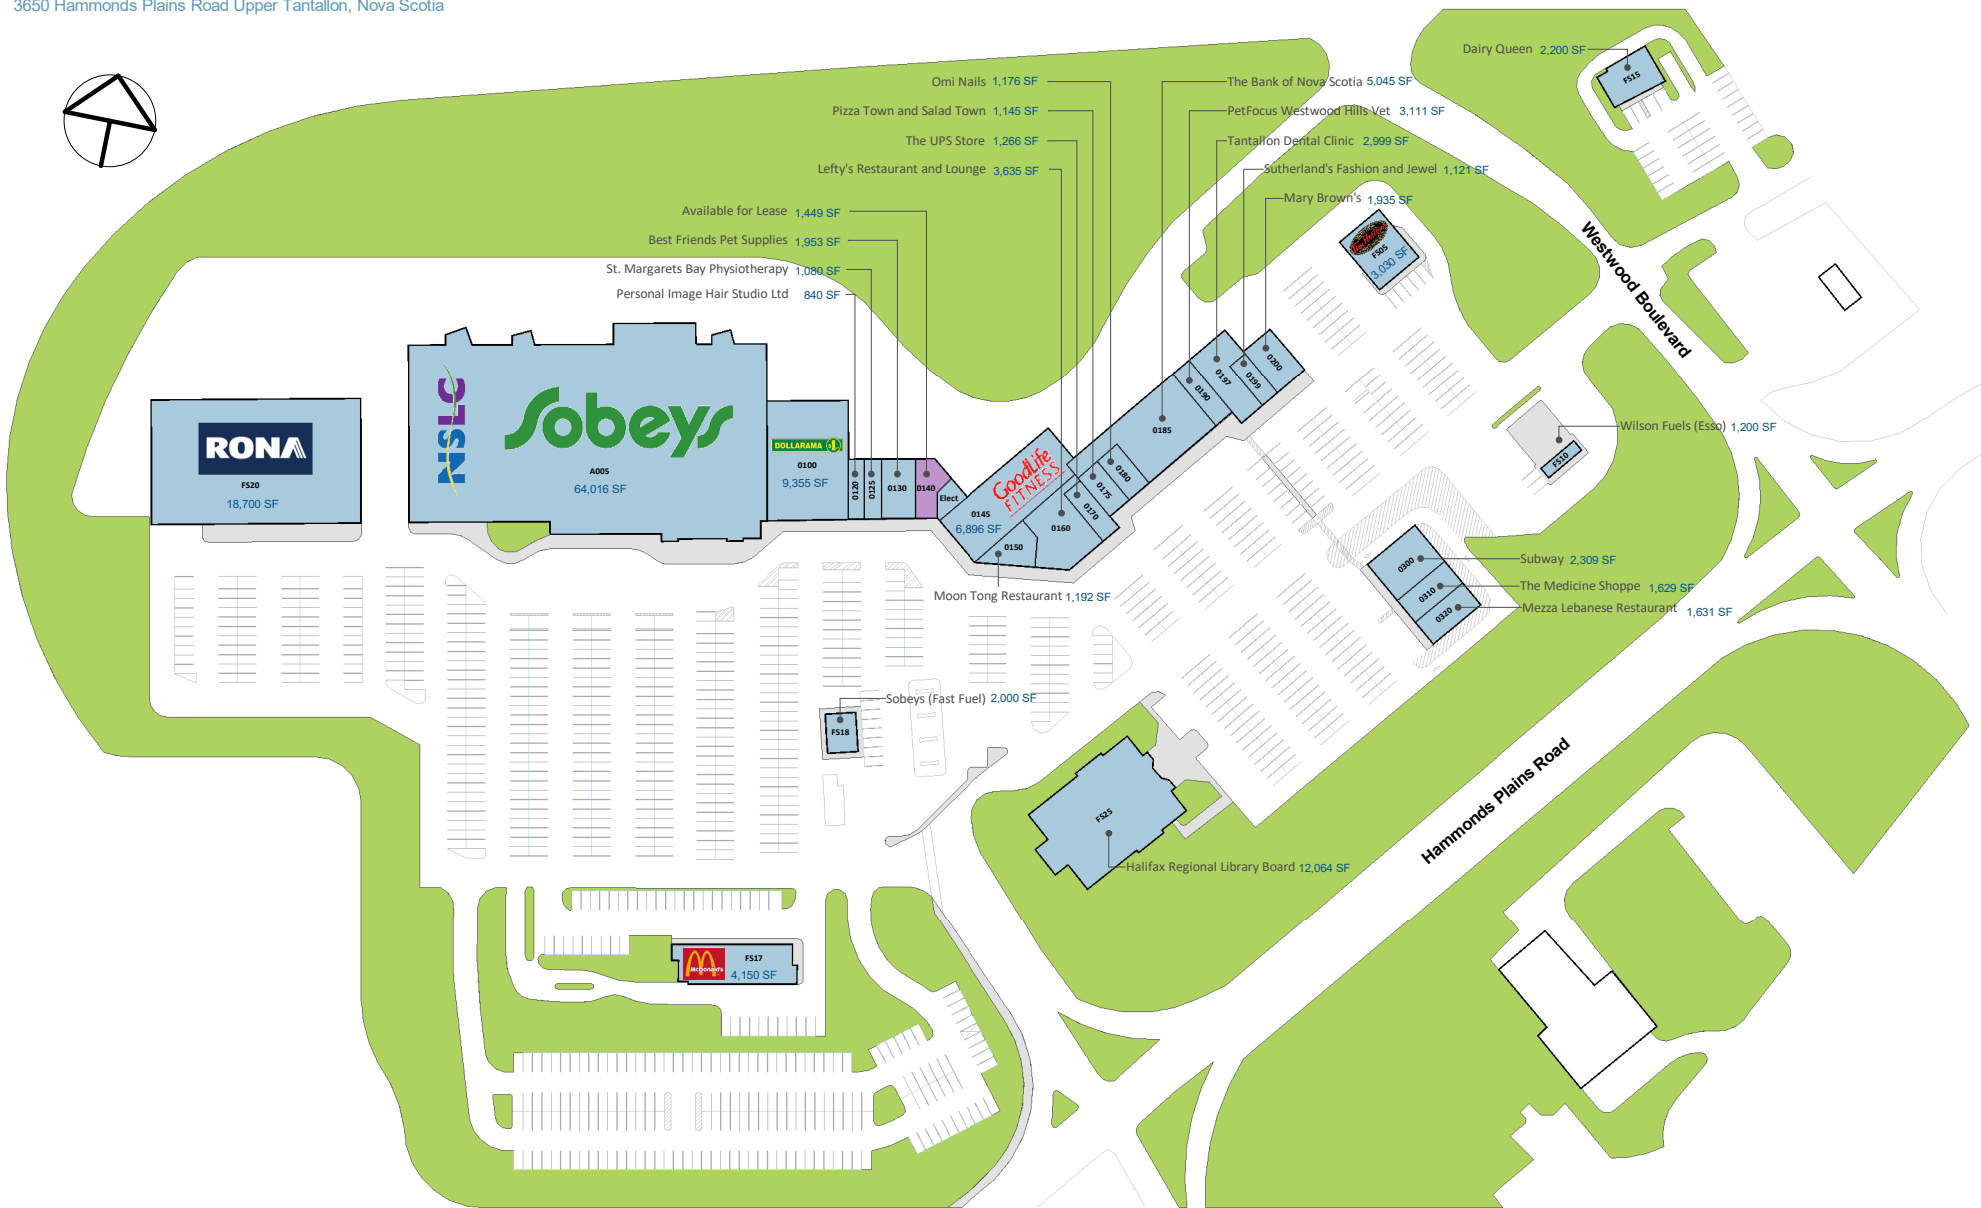 3650 Hammonds Plains Road Upper Tantallon, Nova Scotia
Dairy Queen 2,200 SF
FS15
Omni Nails 1,176 SF
Pizza Town and Salad Town 1,145 SF
The UPS Store 1,266 SF
Lefty's Restaurant and Lounge 3,635 SF
The Bank of Nova Scotia 5,045 SF
PetFocus Westwood Hills Vet 3,111 SF
Tantallon Dental Clinic 2,999 SF
Sutherland's Fashion and Jewel 1,121 SF
Mary Brown's 1,935 SF
Available for Lease 1,449 SF
Best Friends Pet Supplies 1,953 SF
St. Margarets Bay Physiotherapy 1,080 SF
Personal Image Hair Studio Ltd 840 SF
FS05
3,030 SF
Westwood Boulevard
RONA
FS20
18,700 SF
NSLC
Sobeys
A005
64,016 SF
DOLLARAMA
0100
9,355 SF
0120
0125
0130
0140
Elect
GoodLife
FITNESS
0145
6,896 SF
0150
0160
0170
0175
0180
0185
0190
0197
0199
0200
Moon Tong Restaurant 1,192 SF
Wilson Fuels (Esso) 1,200 SF
FS10
0300
0310
0320
Subway 2,309 SF
The Medicine Shoppe 1,629 SF
Mezza Lebanese Restaurant 1,631 SF
Sobeys (Fast Fuel) 2,000 SF
FS18
FS25
Halifax Regional Library Board 12,064 SF
Hammonds Plains Road
McDonald's
FS17
4,150 SF